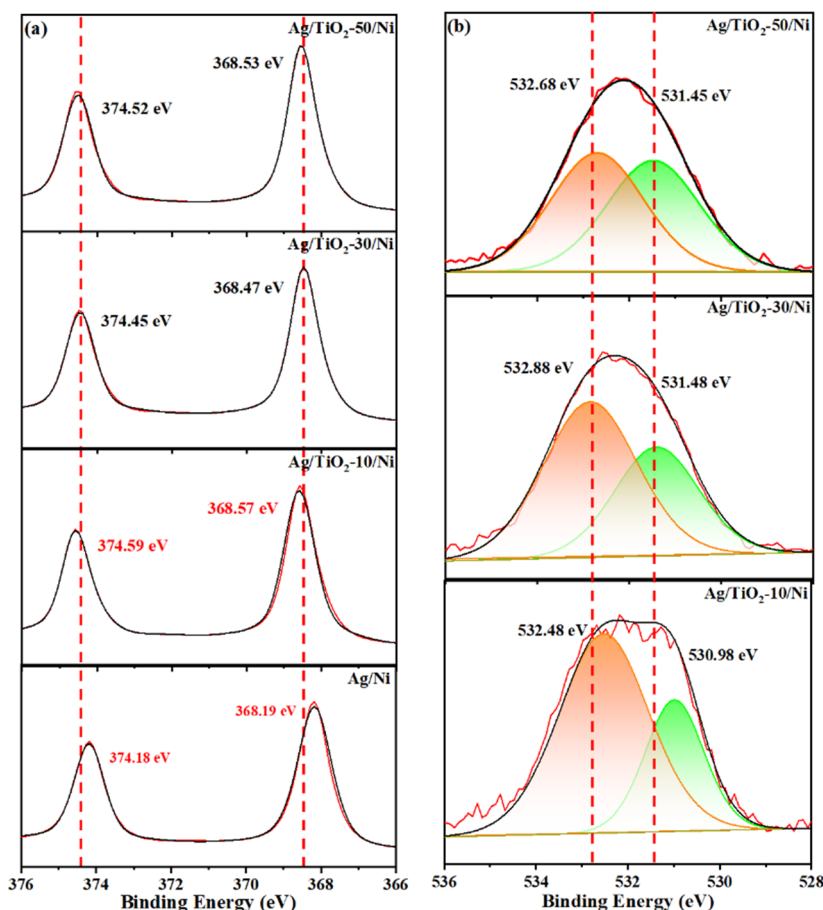 (a)
Ag/TiO₂-50/Ni
368.53 eV
374.52 eV
Ag/TiO₂-30/Ni
368.47 eV
374.45 eV
Ag/TiO₂-10/Ni
368.57 eV
374.59 eV
Ag/Ni
368.19 eV
374.18 eV
376 374 372 370 368 366
Binding Energy (eV)
(b)
Ag/TiO₂-50/Ni
532.68 eV
531.45 eV
Ag/TiO₂-30/Ni
532.88 eV
531.48 eV
Ag/TiO₂-10/Ni
532.48 eV
530.98 eV
536 534 532 530 528
Binding Energy (eV)